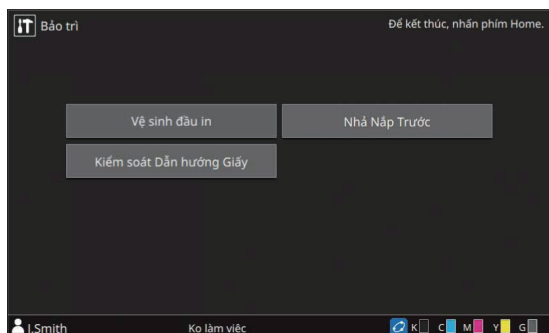 Bảo trì
Để kết thúc, nhấn phím Home.
Vệ sinh đầu in
Nhả Nắp Trước
Kiểm soát Dẫn hướng Giấy
J.Smith
Ko làm việc
K C M Y G